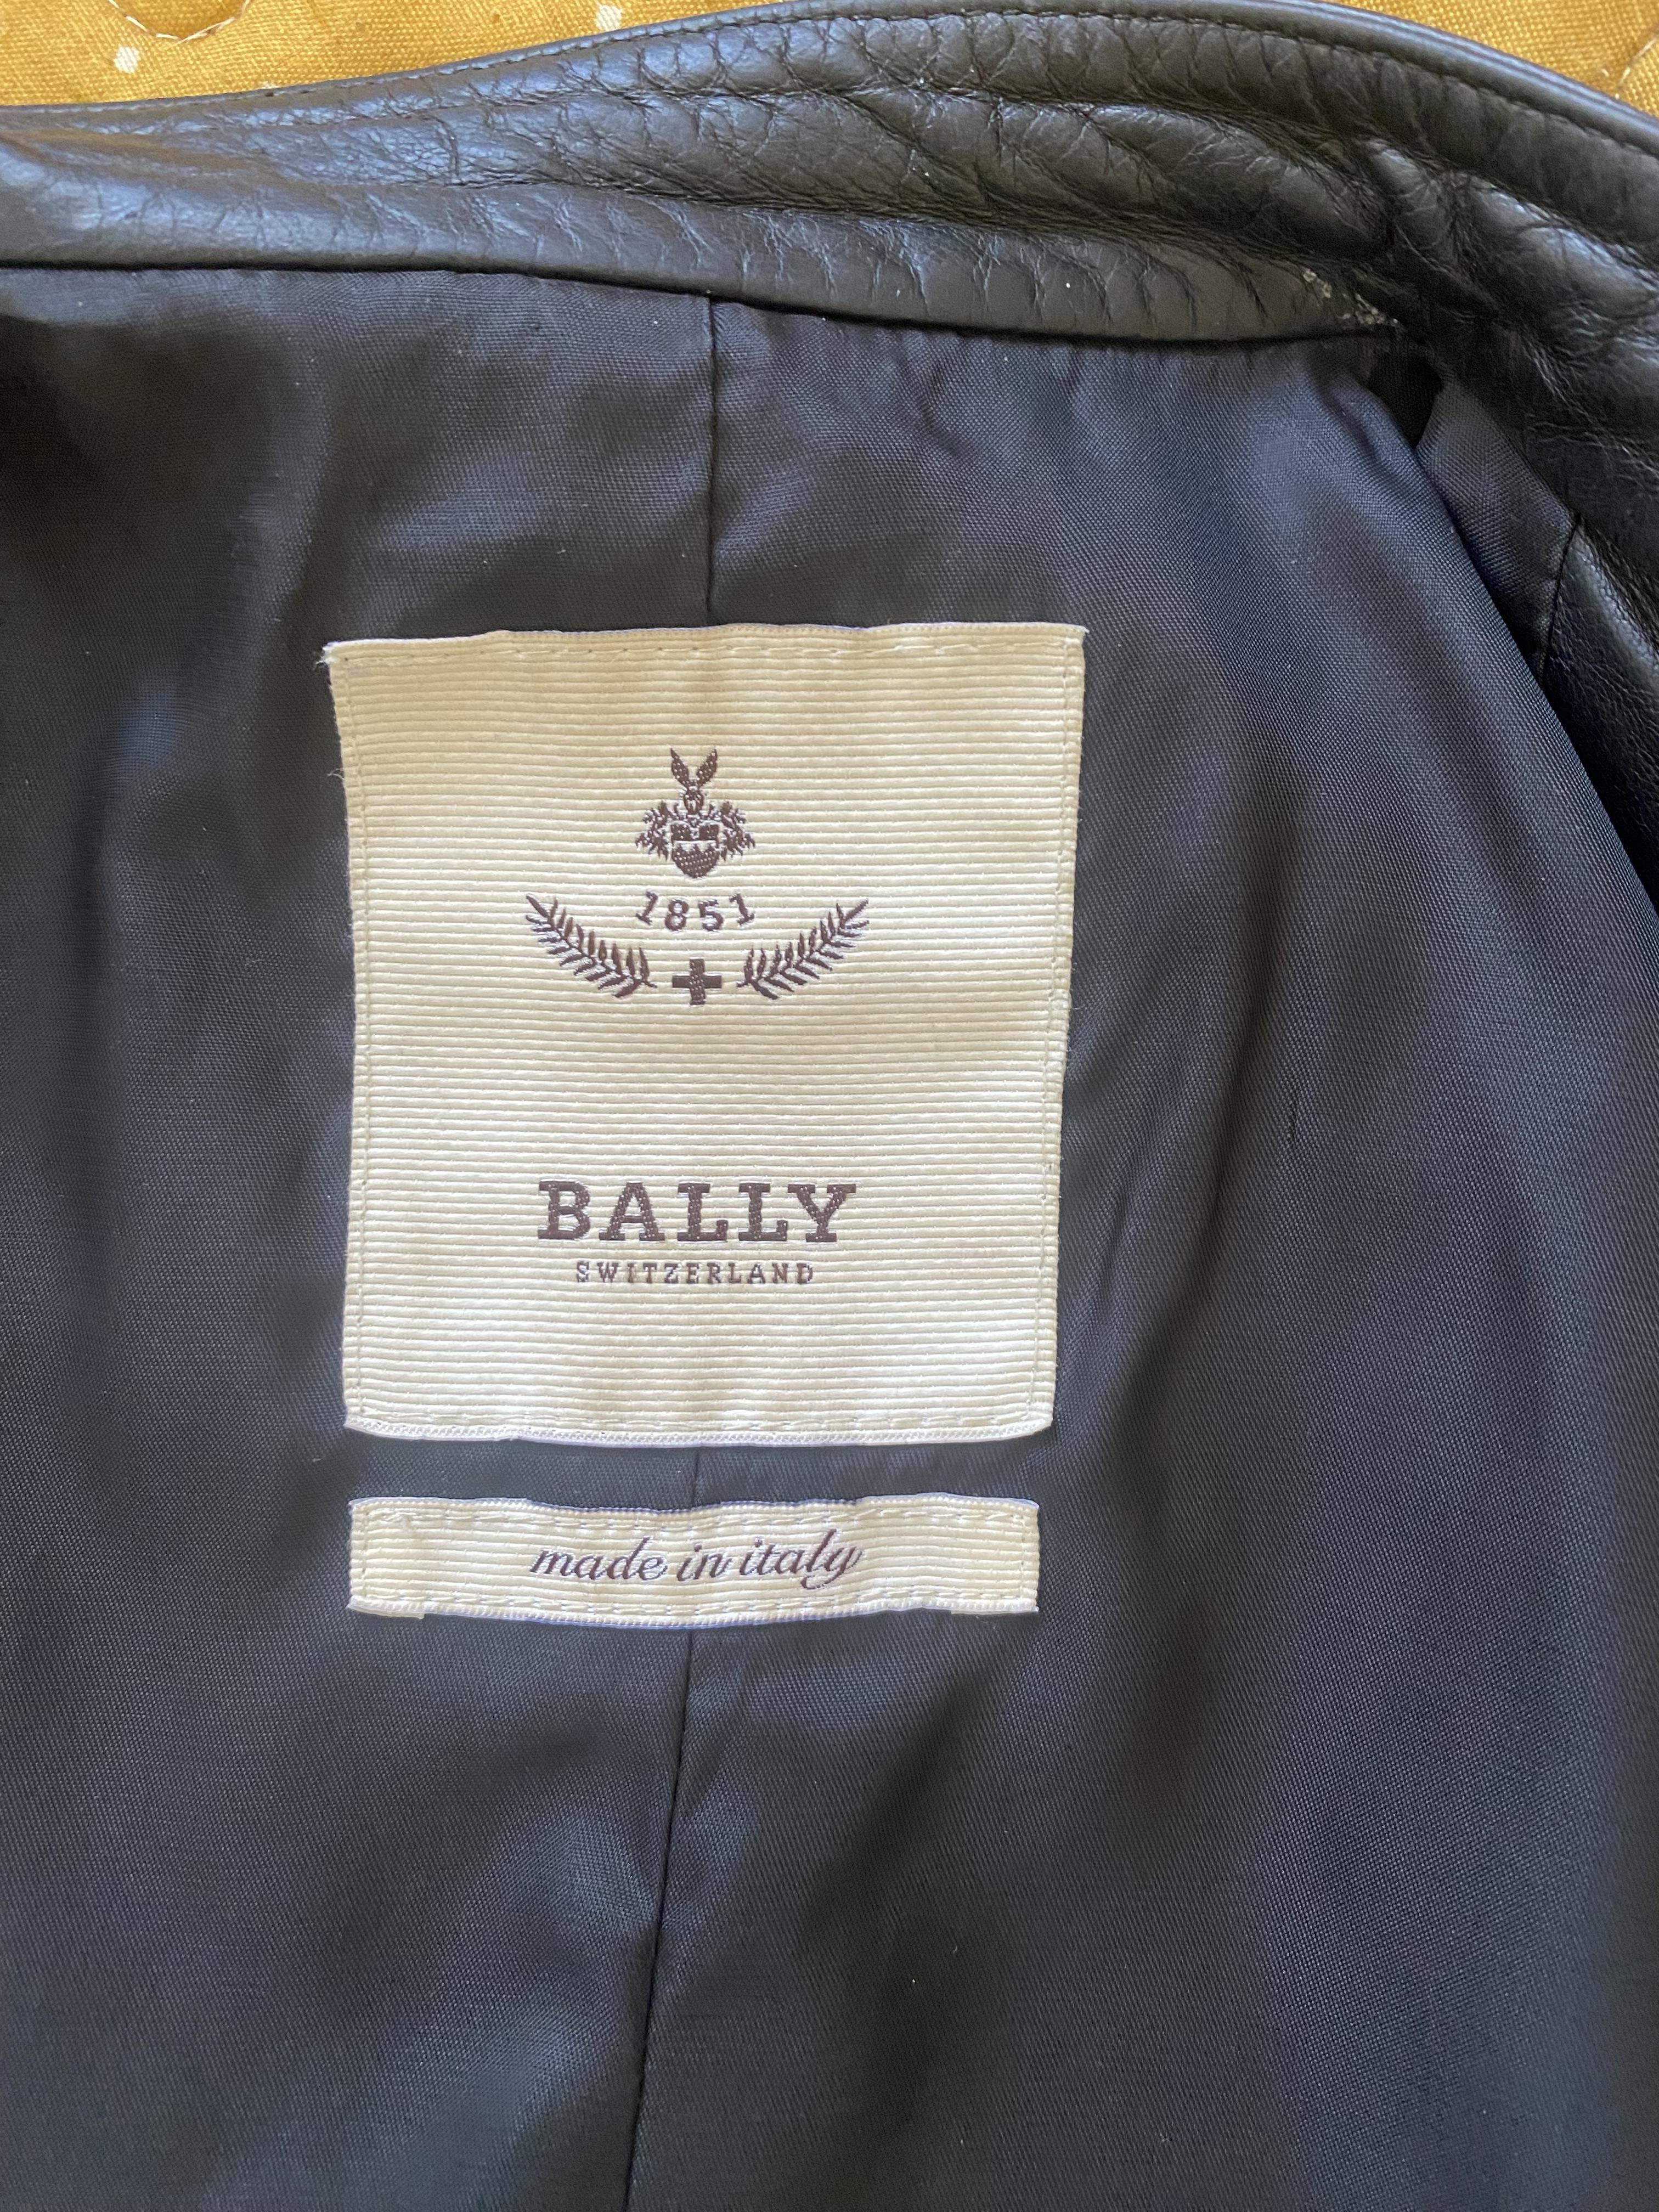 1851
BALLY
SWITZERLAND
made in italy